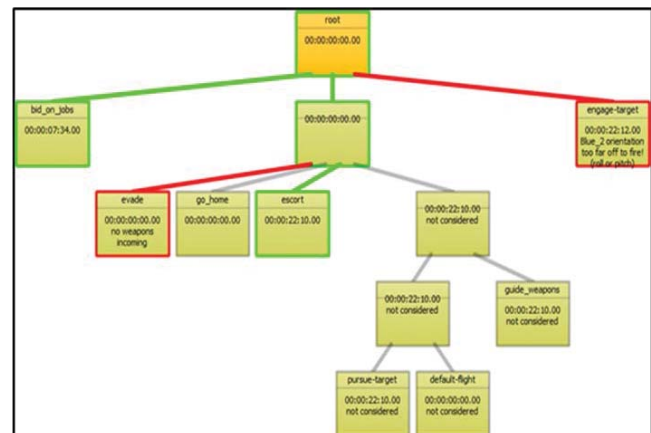 root
00:00:00:00.00
bid_on_jobs
00:00:07:34.00
00:00:00:00.00
engage-target
00:00:22:12.00
Blue_2 orientation
too far off to fire!
(roll or pitch)
evade
00:00:00:00.00
no weapons
incoming
go_home
00:00:00:00.00
escort
00:00:22:10.00
00:00:22:10.00
not considered
00:00:22:10.00
not considered
guide_weapons
00:00:22:10.00
not considered
pursue-target
00:00:22:10.00
not considered
default-flight
00:00:00:00.00
not considered